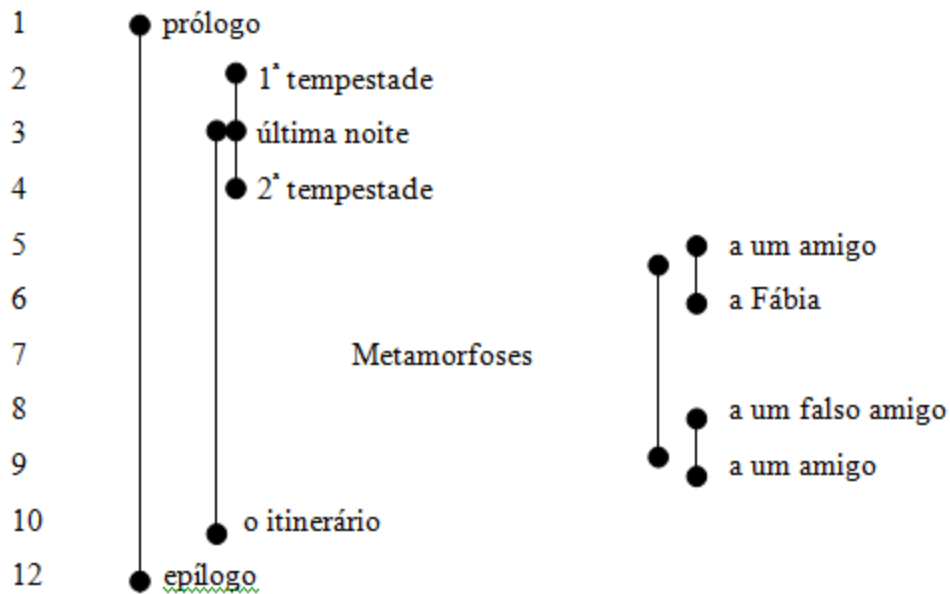 1 prólogo
2 1ª tempestade
3 última noite
4 2ª tempestade
5 a um amigo
6 a Fábia
7 Metamorfoses
8 a um falso amigo
9 a um amigo
10 o itinerário
12 epílogo